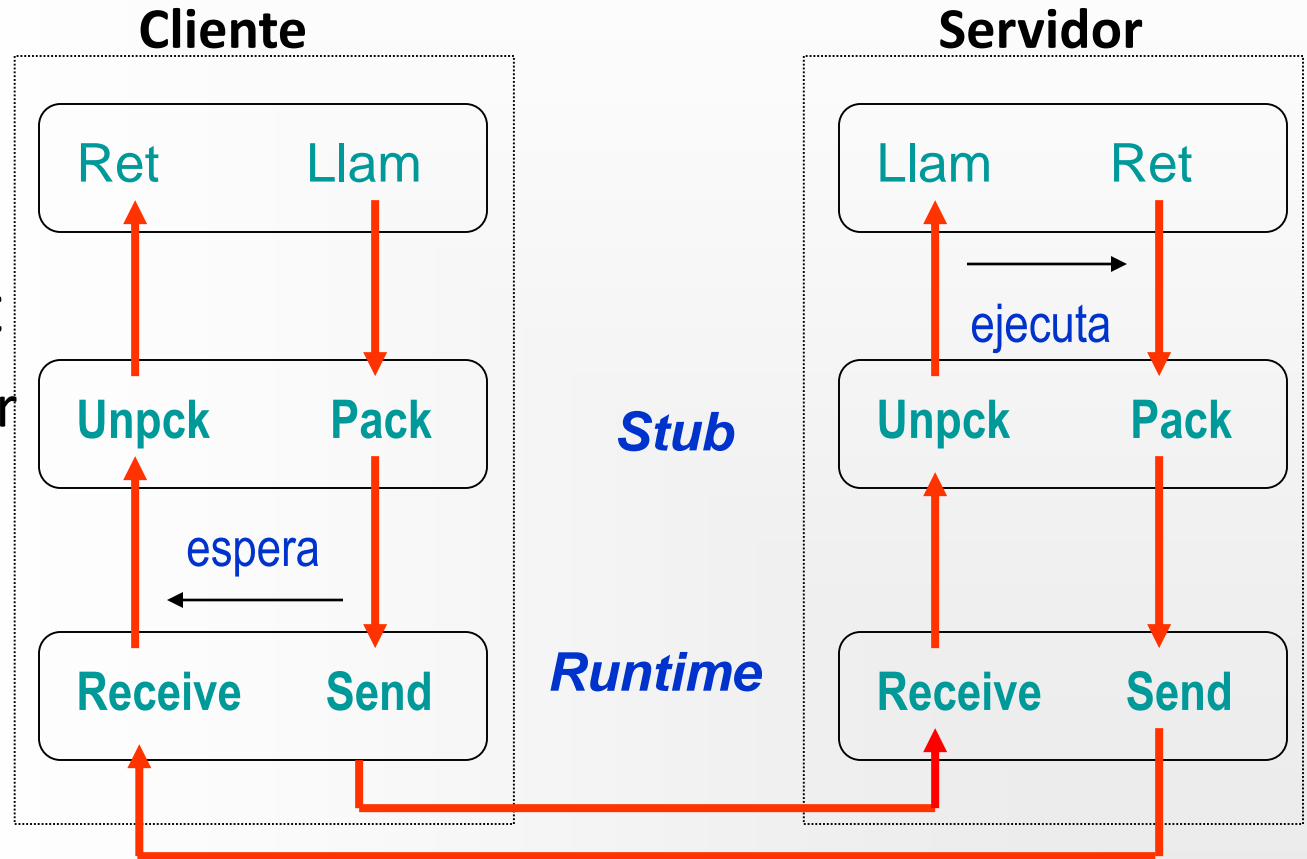 Cliente Servidor
Ret Llam Llam Ret
ejecuta
r
Unpck Pack Stub Unpck Pack
espera
Receive Send Runtime Receive Send